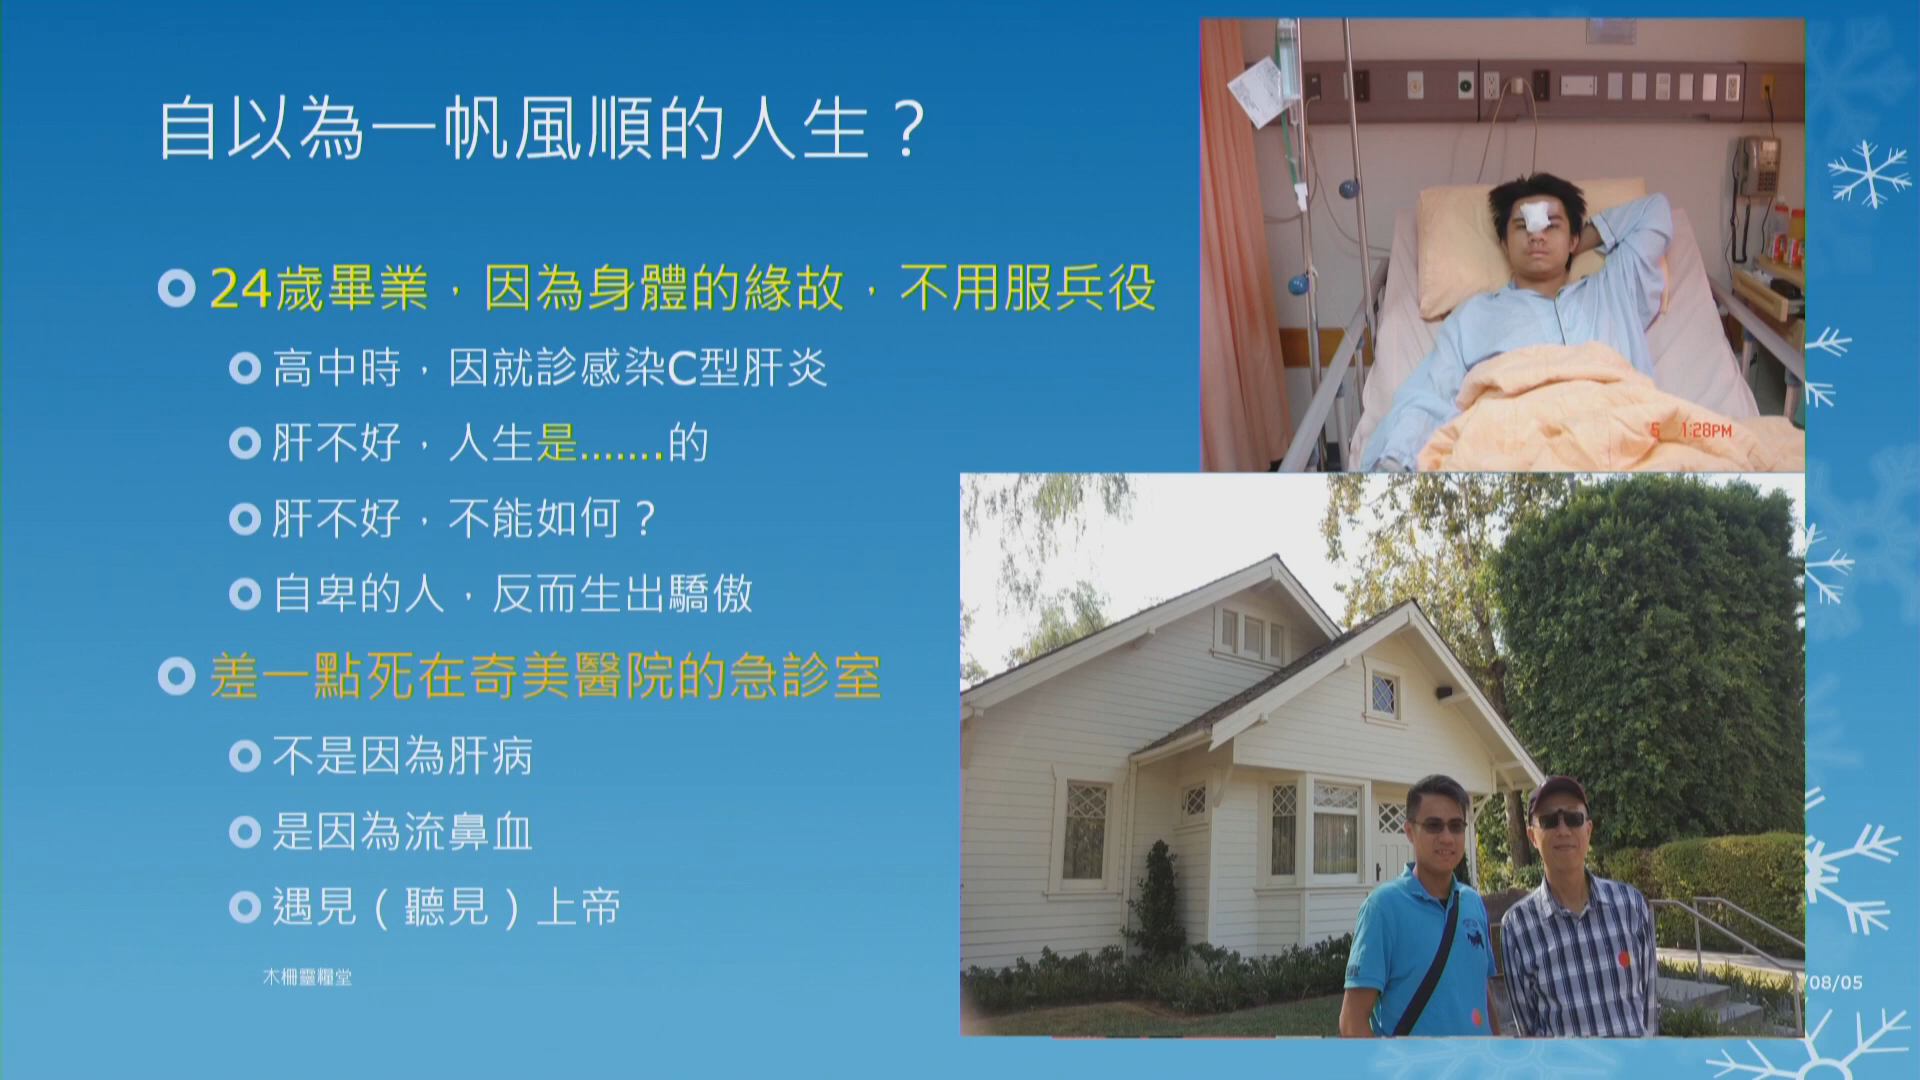 自以為一帆風順的人生？
24歲畢業，因為身體的緣故，不用服兵役
高中時，因就診感染C型肝炎
肝不好，人生是.......的
肝不好，不能如何？
自卑的人，反而生出驕傲
差一點死在奇美醫院的急診室
不是因為肝病
是因為流鼻血
遇見（聽見）上帝
木柵靈糧堂
/08/05
5 1:28PM